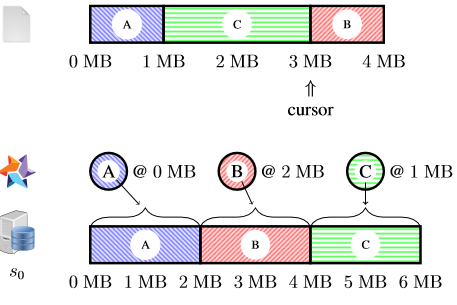 A C B
0 MB 1 MB 2 MB 3 MB 4 MB
⇑
cursor
A @ 0 MB B @ 2 MB C @ 1 MB
A B C
s₀
0 MB 1 MB 2 MB 3 MB 4 MB 5 MB 6 MB